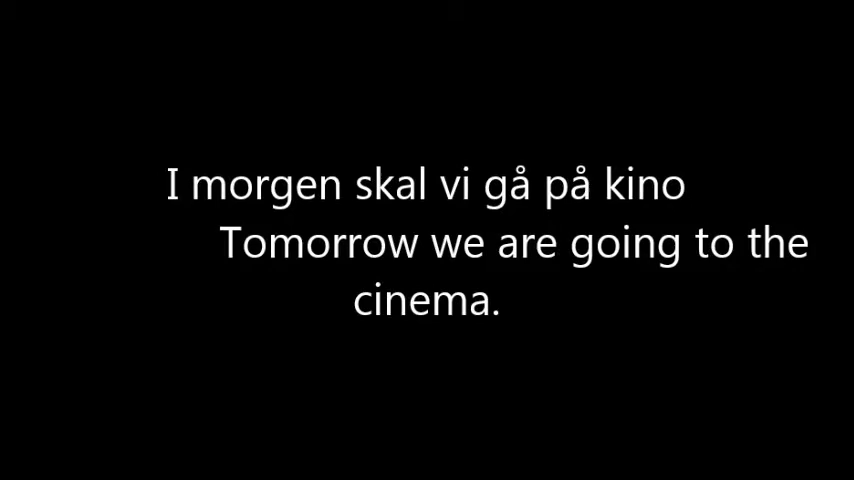 I morgen skal vi gå på kino
Tomorrow we are going to the
cinema.